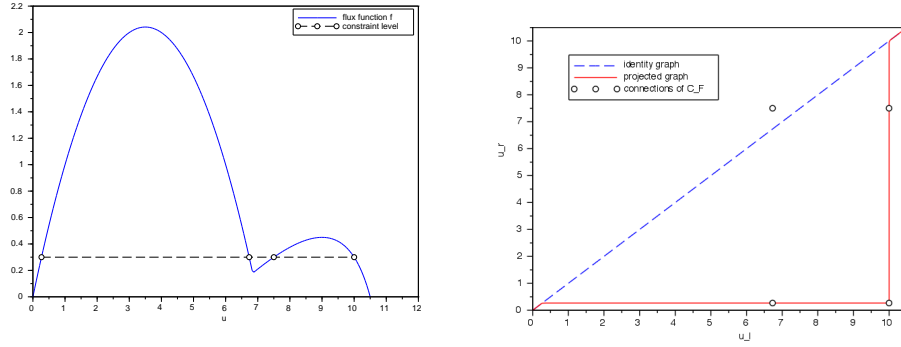 2.2
2
1.8
1.6
1.4
1.2
1
0.8
0.6
0.4
0.2
0
0 1 2 3 4 5 6 7 8 9 10 11 12
u
flux function f
constraint level
10
9
8
7
6
5
4
3
2
1
0
0 1 2 3 4 5 6 7 8 9 10
u_l
u_r
identity graph
projected graph
connections of C_F